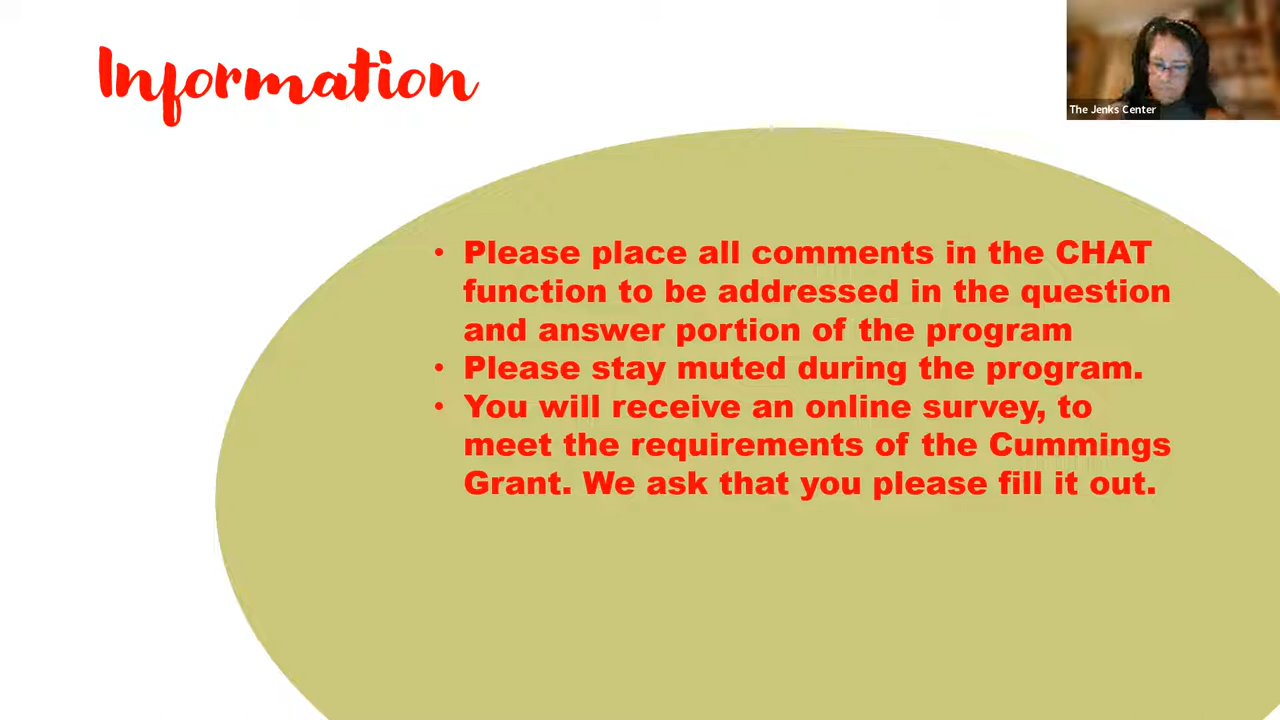 Information
The Jenks Center
• Please place all comments in the CHAT
function to be addressed in the question
and answer portion of the program
• Please stay muted during the program.
• You will receive an online survey, to
meet the requirements of the Cummings
Grant. We ask that you please fill it out.